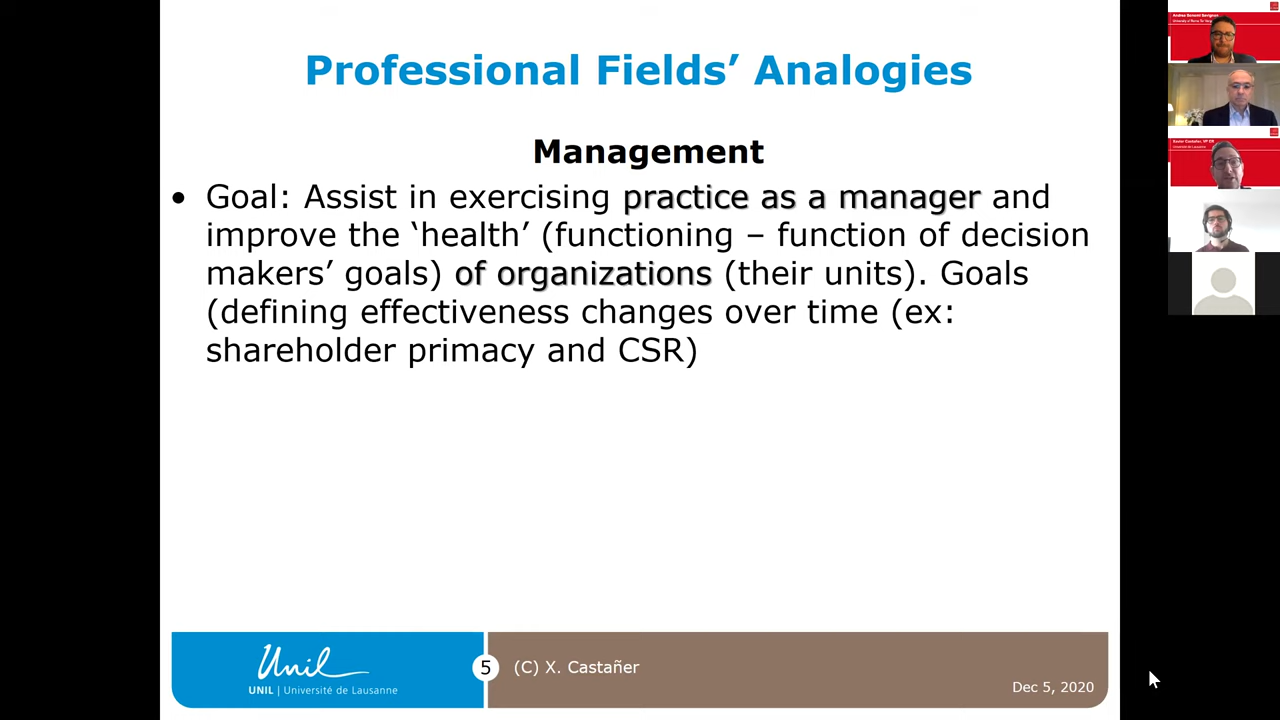 Professional Fields’ Analogies
Management
• Goal: Assist in exercising practice as a manager and
improve the ‘health’ (functioning – function of decision
makers’ goals) of organizations (their units). Goals
(defining effectiveness changes over time (ex:
shareholder primacy and CSR)
Unil
UNIL | Université de Lausanne
5
(C) X. Castañer
Dec 5, 2020